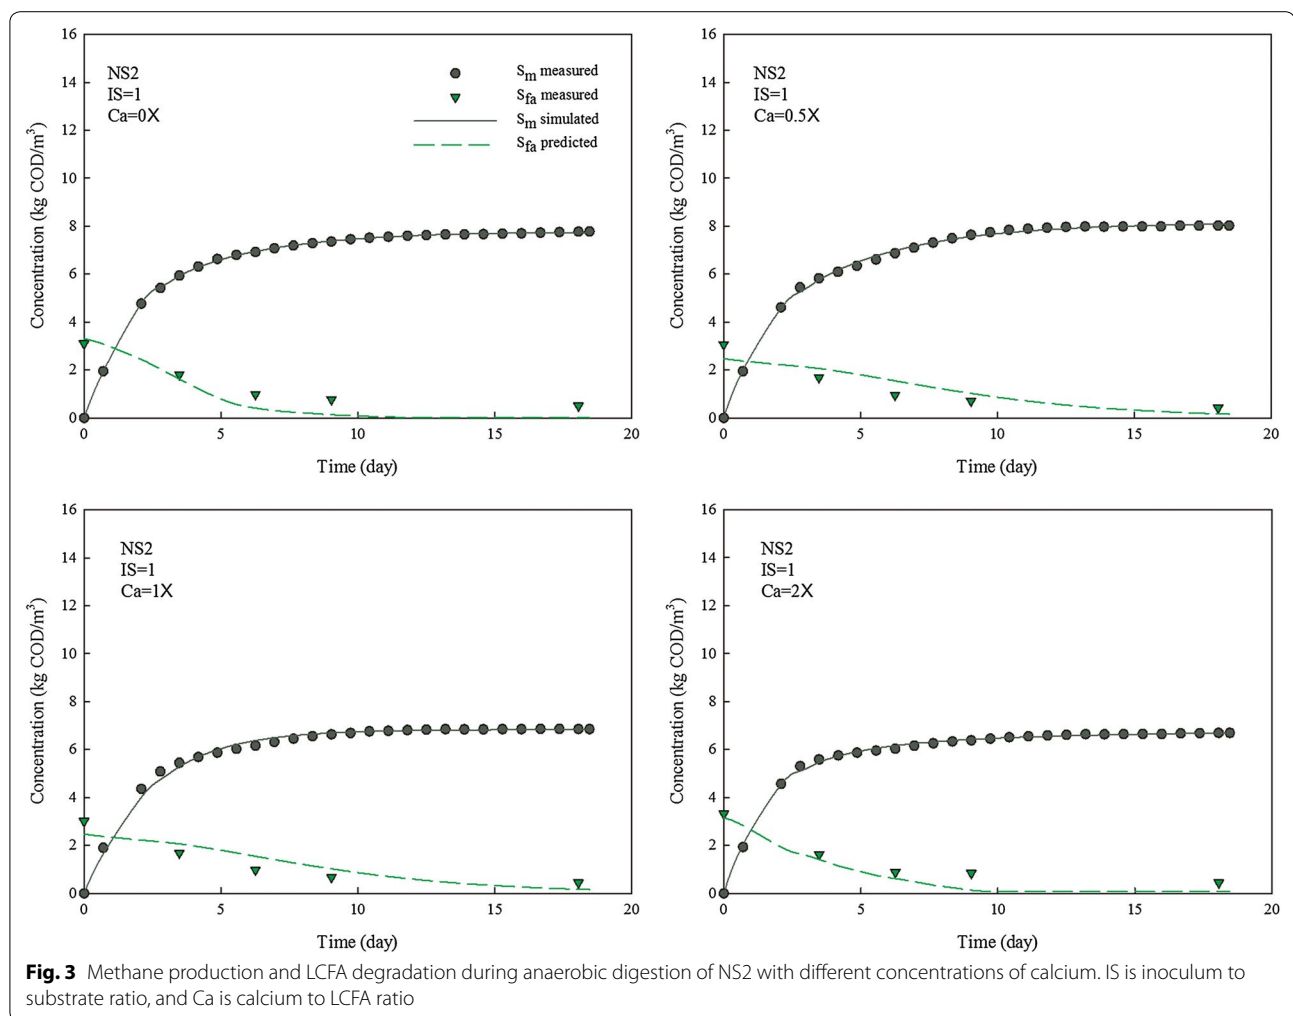 16
14
12
10
8
6
4
2
0
Concentration (kg COD/m³)
NS2
IS=1
Ca=0X
Sₘ measured
S_fa measured
Sₘ simulated
S_fa predicted
0 5 10 15 20
Time (day)
16
14
12
10
8
6
4
2
0
Concentration (kg COD/m³)
NS2
IS=1
Ca=0.5X
0 5 10 15 20
Time (day)
16
14
12
10
8
6
4
2
0
Concentration (kg COD/m³)
NS2
IS=1
Ca=1X
0 5 10 15 20
Time (day)
16
14
12
10
8
6
4
2
0
Concentration (kg COD/m³)
NS2
IS=1
Ca=2X
0 5 10 15 20
Time (day)
Fig. 3 Methane production and LCFA degradation during anaerobic digestion of NS2 with different concentrations of calcium. IS is inoculum to
substrate ratio, and Ca is calcium to LCFA ratio